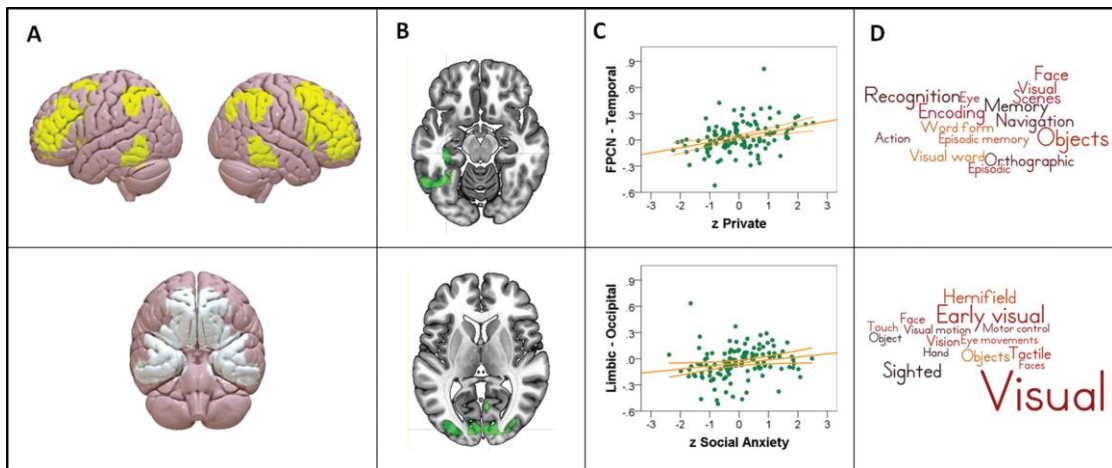 A
B
C
D
FPCN - Temporal
.9
.6
.3
.0
-.3
-.6
-3 -2 -1 0 1 2 3
z Private
Face
Visual
Recognition Eye Scenes
Encoding Memory
Navigation
Word form
Action Episodic memory Objects
Visual word Orthographic
Episodic
Limbic - Occipital
.9
.6
.3
.0
-.3
-.6
-3 -2 -1 0 1 2 3
z Social Anxiety
Hemifield
Face Early visual
Touch Visual motion Motor control
Object Vision Eye movements
Hand Objects Tactile
Faces
Sighted
Visual